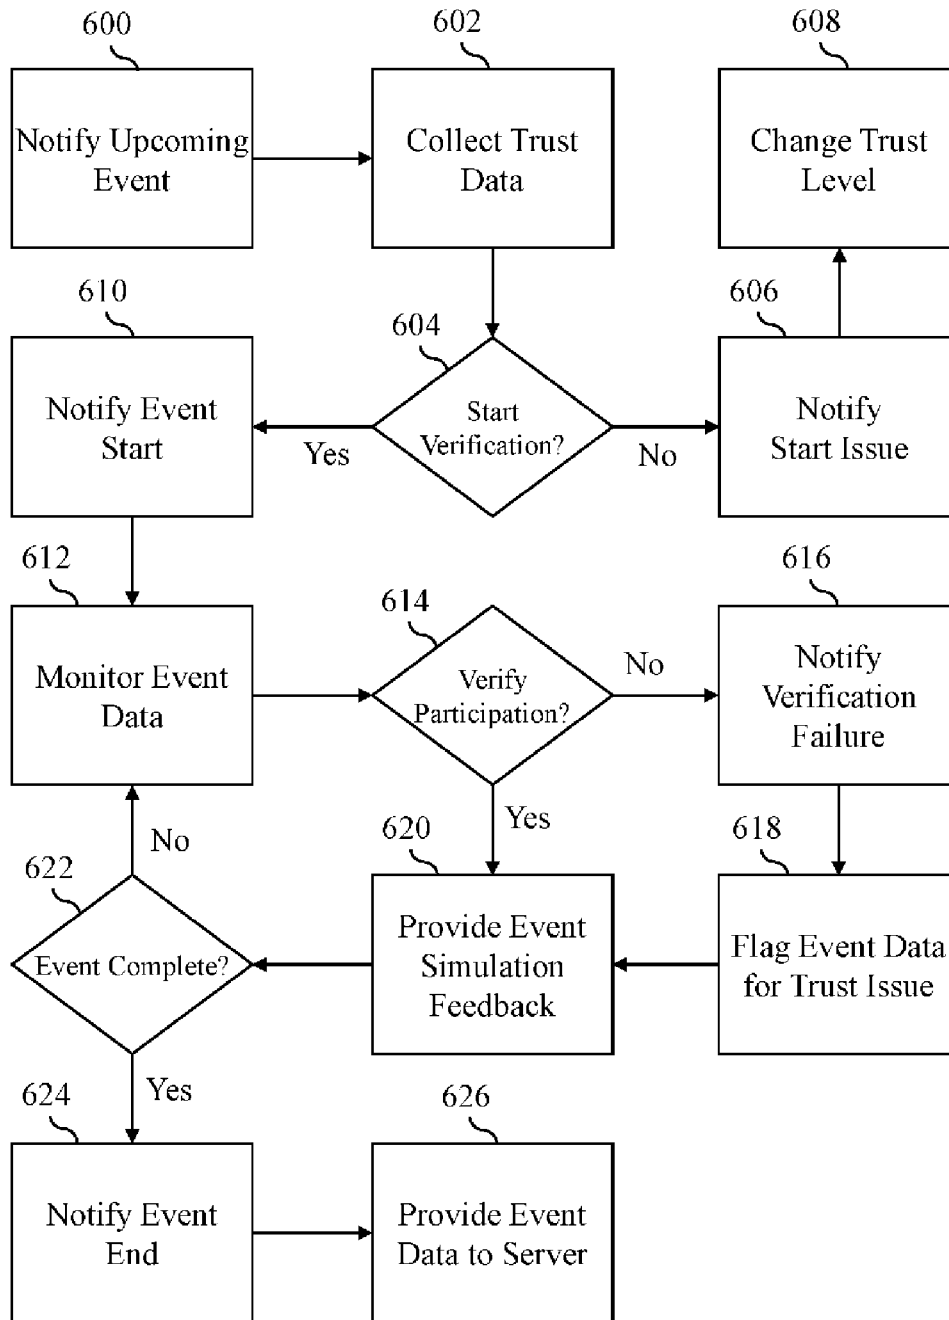 600
Notify Upcoming
Event
602
Collect Trust
Data
608
Change Trust
Level
610
Notify Event
Start
604
Start
Verification?
Yes
No
606
Notify
Start Issue
612
Monitor Event
Data
614
Verify
Participation?
No
Yes
616
Notify
Verification
Failure
622
Event Complete?
No
Yes
620
Provide Event
Simulation
Feedback
618
Flag Event Data
for Trust Issue
624
Notify Event
End
626
Provide Event
Data to Server